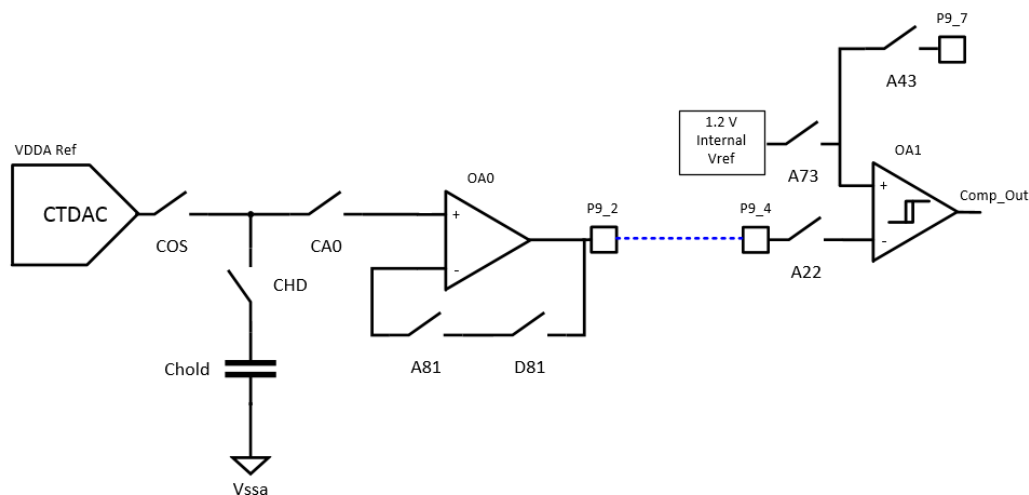 P9_7
A43
1.2 V
Internal
Vref
A73
VDDA Ref
CTDAC
COS
CA0
OA0
+
-
P9_2
P9_4
A22
OA1
+
-
Comp_Out
CHD
A81
D81
Chold
Vssa